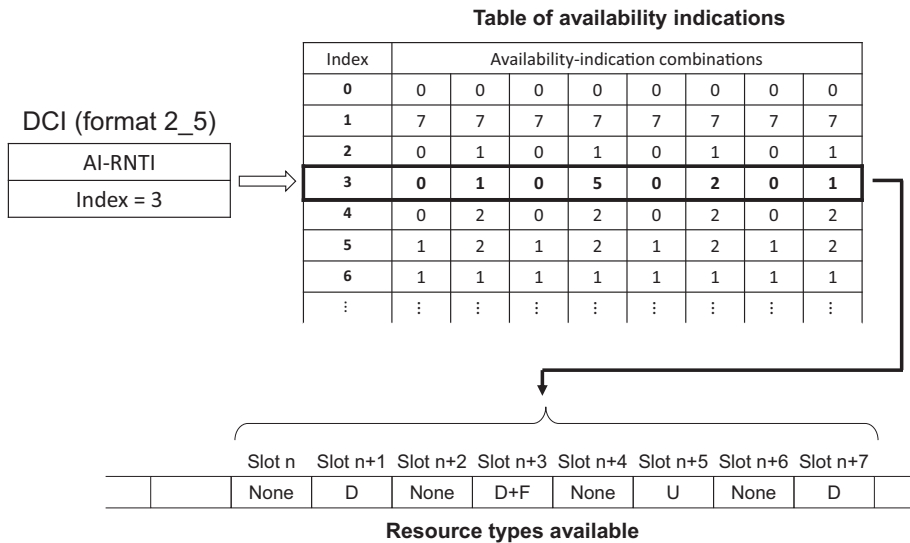 Table of availability indications
Index Availability-indication combinations
0 0 0 0 0 0 0 0 0
1 7 7 7 7 7 7 7 7
2 0 1 0 1 0 1 0 1
3 0 1 0 5 0 2 0 1
4 0 2 0 2 0 2 0 2
5 1 2 1 2 1 2 1 2
6 1 1 1 1 1 1 1 1
⋮ ⋮ ⋮ ⋮ ⋮ ⋮ ⋮ ⋮ ⋮
DCI (format 2_5)
AI-RNTI
Index = 3
Slot n Slot n+1 Slot n+2 Slot n+3 Slot n+4 Slot n+5 Slot n+6 Slot n+7
None D None D+F None U None D
Resource types available